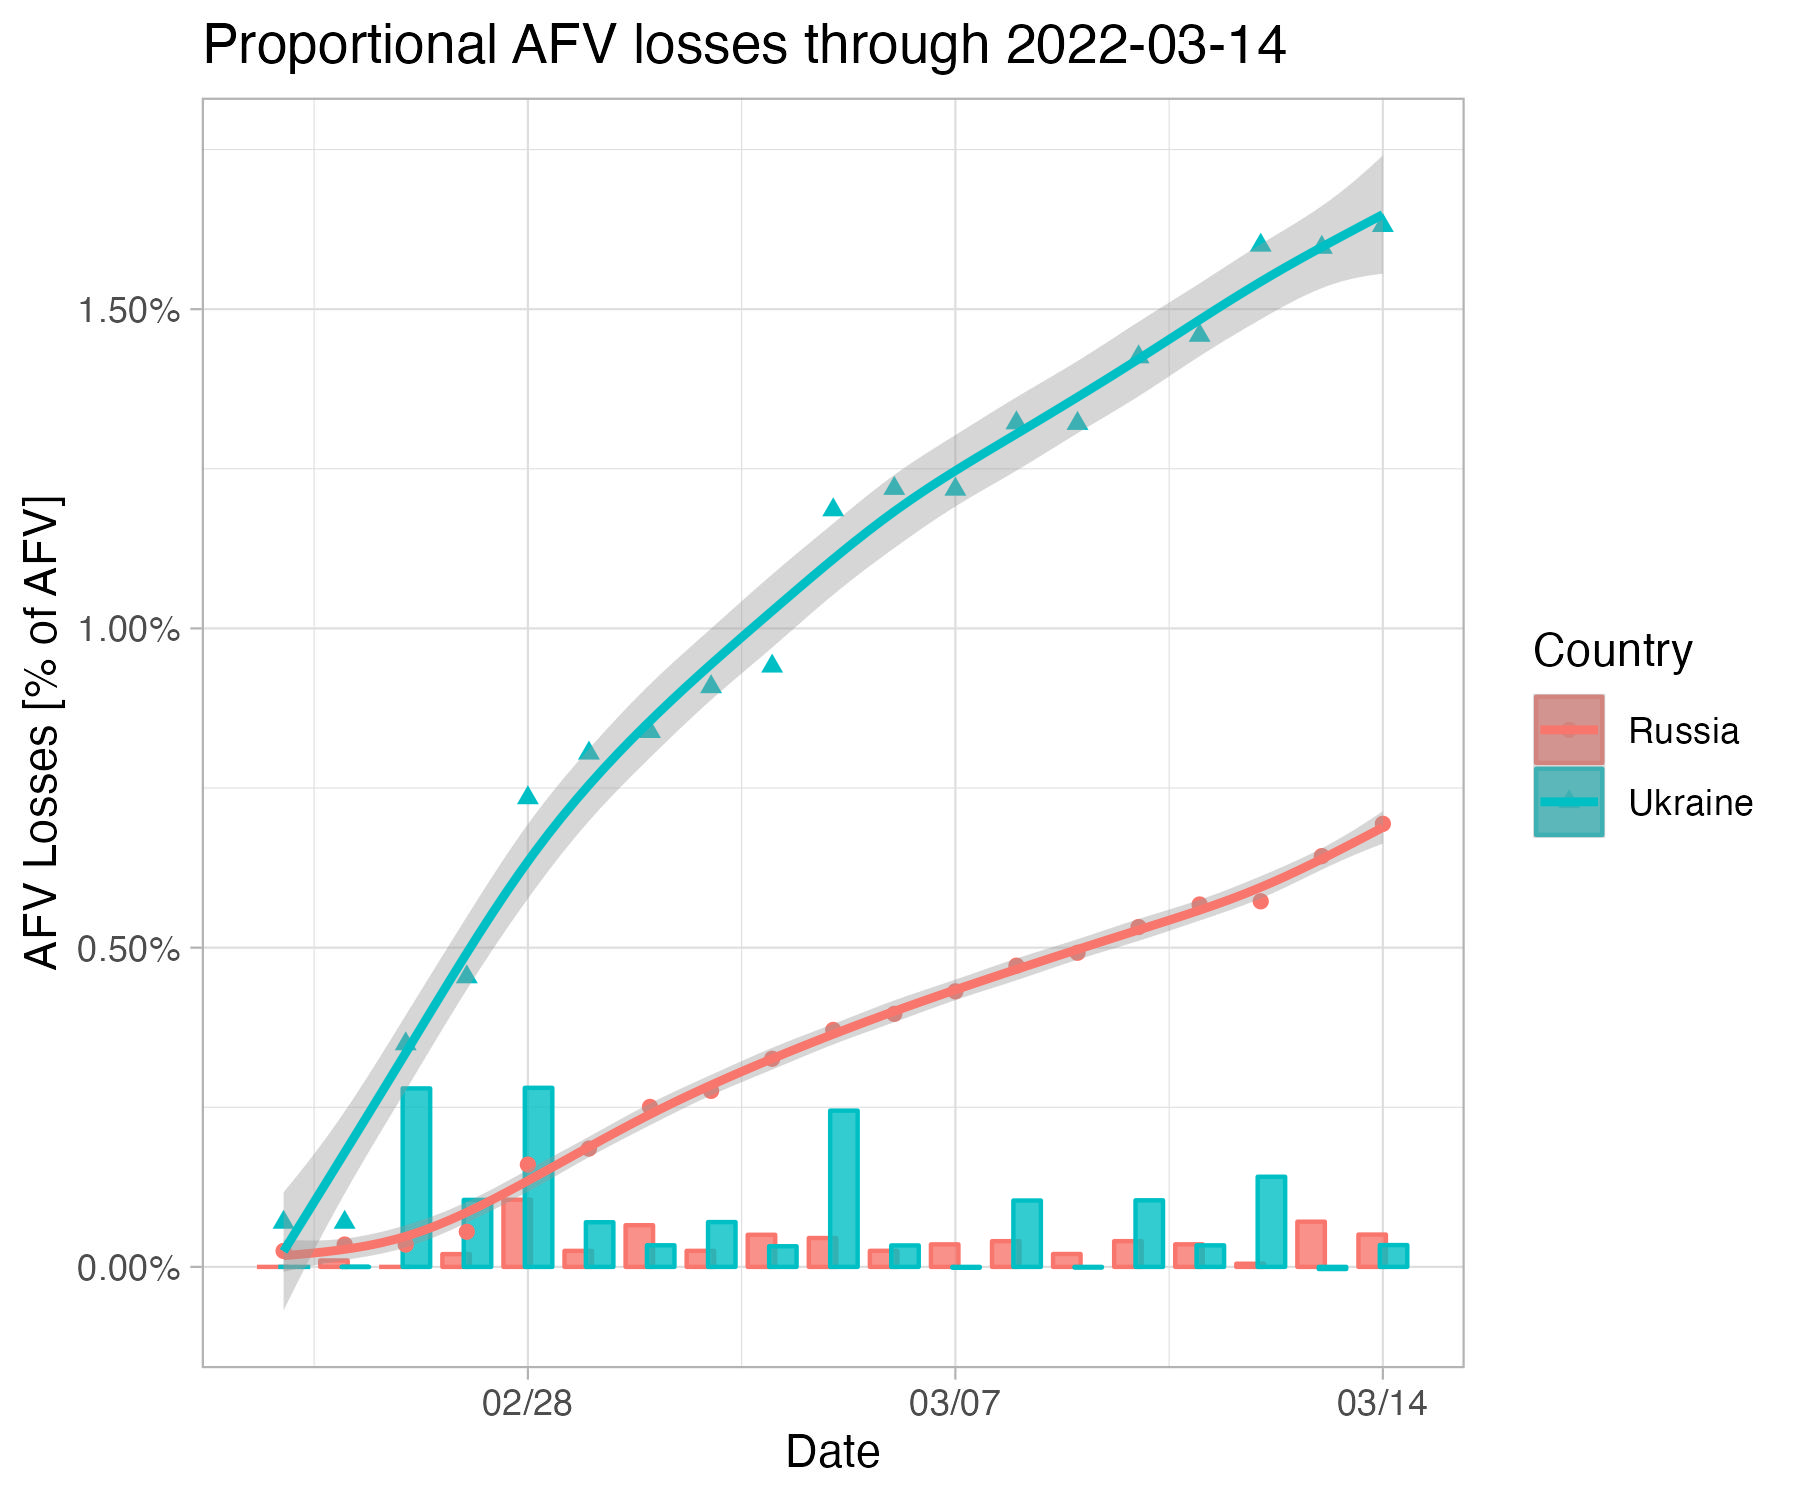 Proportional AFV losses through 2022-03-14
AFV Losses [% of AFV]
1.50%
1.00%
0.50%
0.00%
02/28
03/07
03/14
Date
Country
Russia
Ukraine